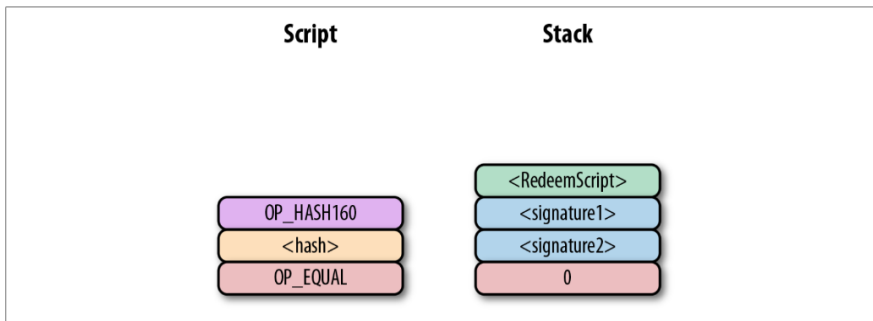 Script
Stack
<RedeemScript>
OP_HASH160
<signature1>
<hash>
<signature2>
OP_EQUAL
0